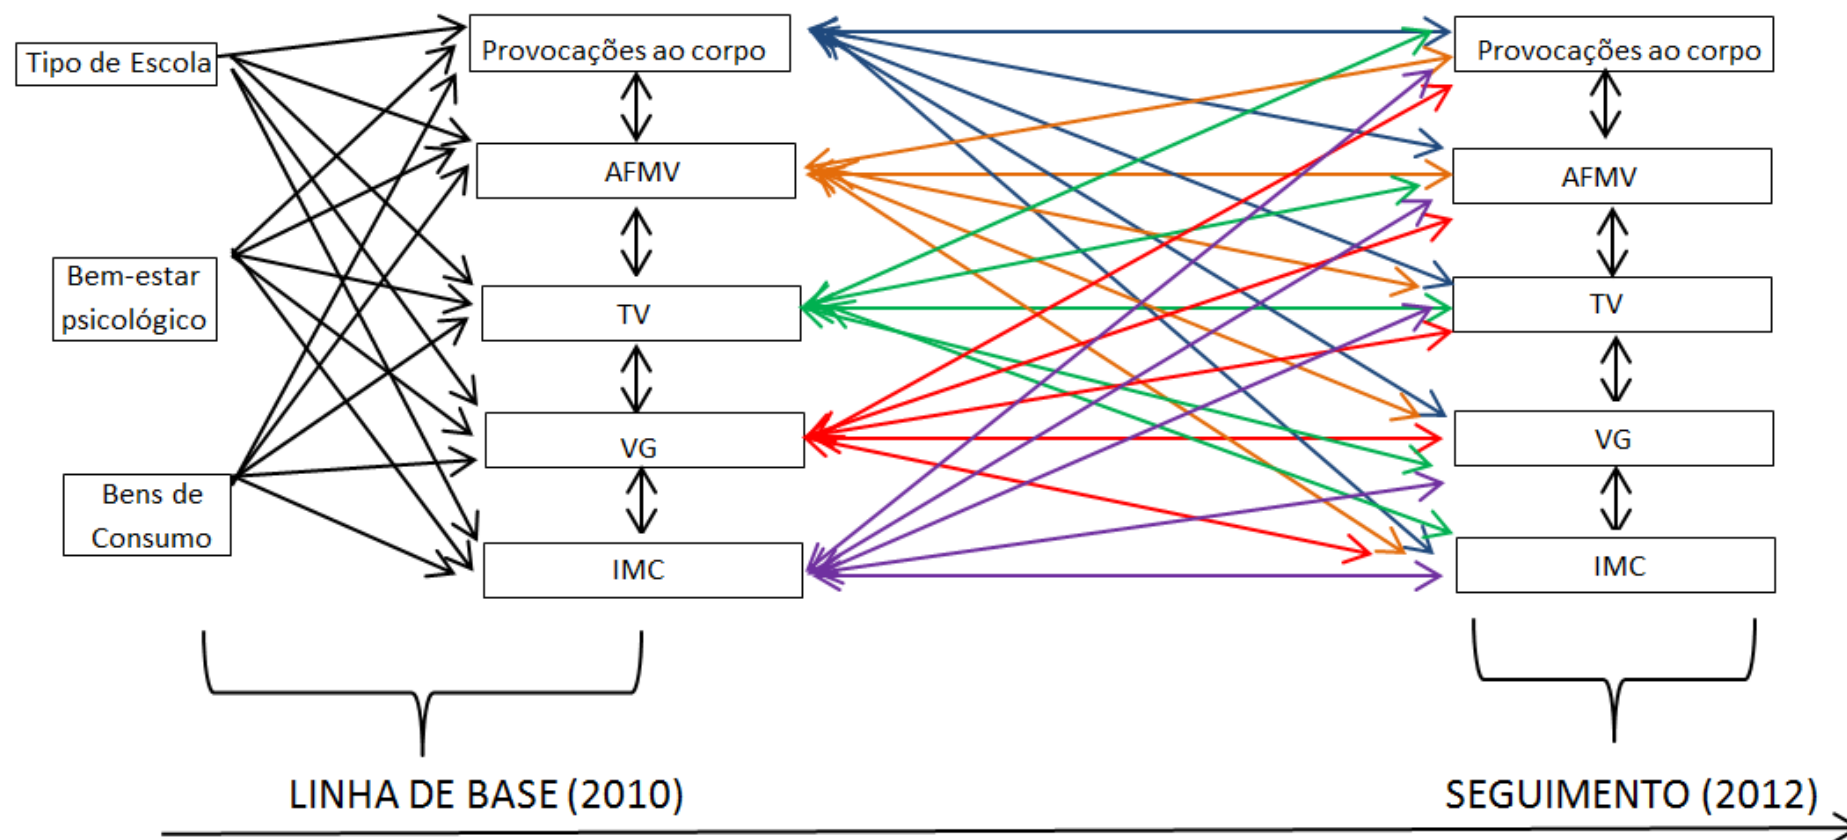 Tipo de Escola
Bem-estar
psicológico
Bens de
Consumo
Provocações ao corpo
AFMV
TV
VG
IMC
Provocações ao corpo
AFMV
TV
VG
IMC
LINHA DE BASE (2010)
SEGUIMENTO (2012)